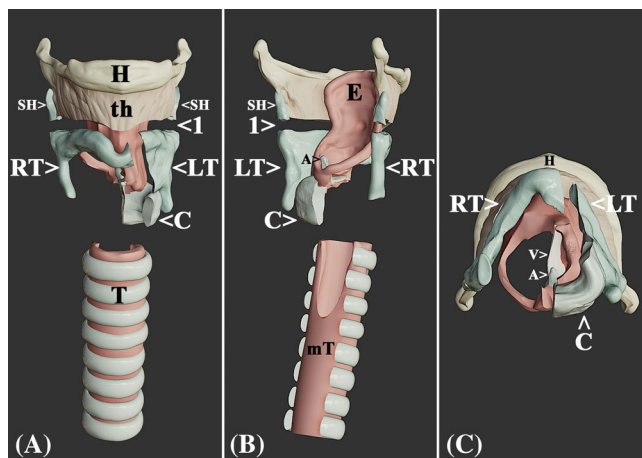 H
SH>
th
<SH
<1
RT>
<LT
<C
T
(A)
SH>
E
1>
A>
LT>
<RT
C>
mT
(B)
H
RT>
<LT
V>
A>
^
C
(C)